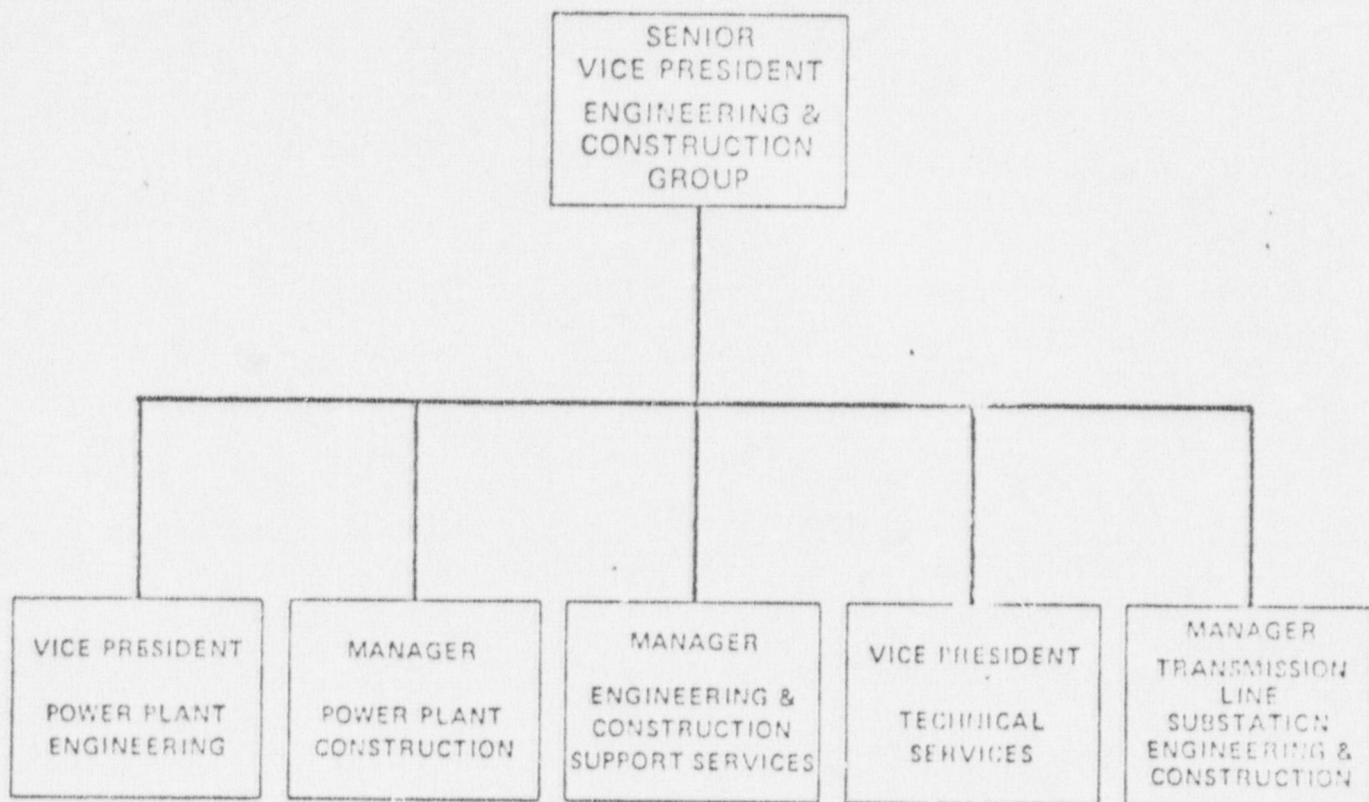 SENIOR
VICE PRESIDENT
ENGINEERING &
CONSTRUCTION
GROUP
VICE PRESIDENT
POWER PLANT
ENGINEERING
MANAGER
POWER PLANT
CONSTRUCTION
MANAGER
ENGINEERING &
CONSTRUCTION
SUPPORT SERVICES
VICE PRESIDENT
TECHNICAL
SERVICES
MANAGER
TRANSMISSION
LINE
SUBSTATION
ENGINEERING &
CONSTRUCTION